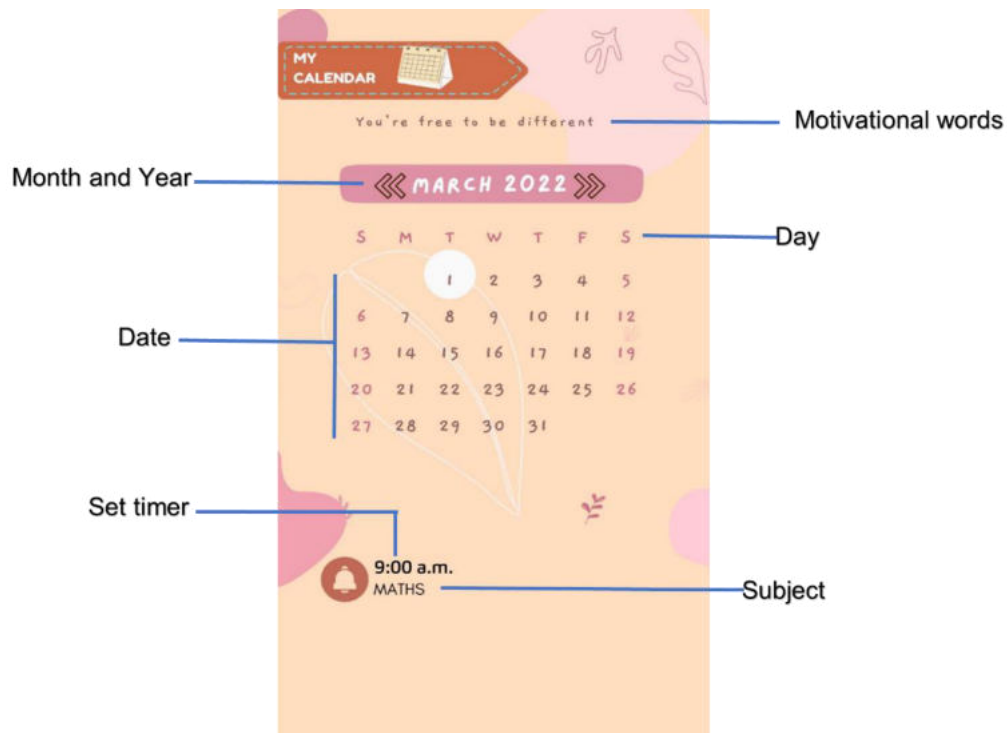 MY
CALENDAR
You're free to be different
Motivational words
Month and Year
MARCH 2022
S M T W T F S
Day
1 2 3 4 5
6 7 8 9 10 11 12
Date
13 14 15 16 17 18 19
20 21 22 23 24 25 26
27 28 29 30 31
Set timer
9:00 a.m.
MATHS
Subject